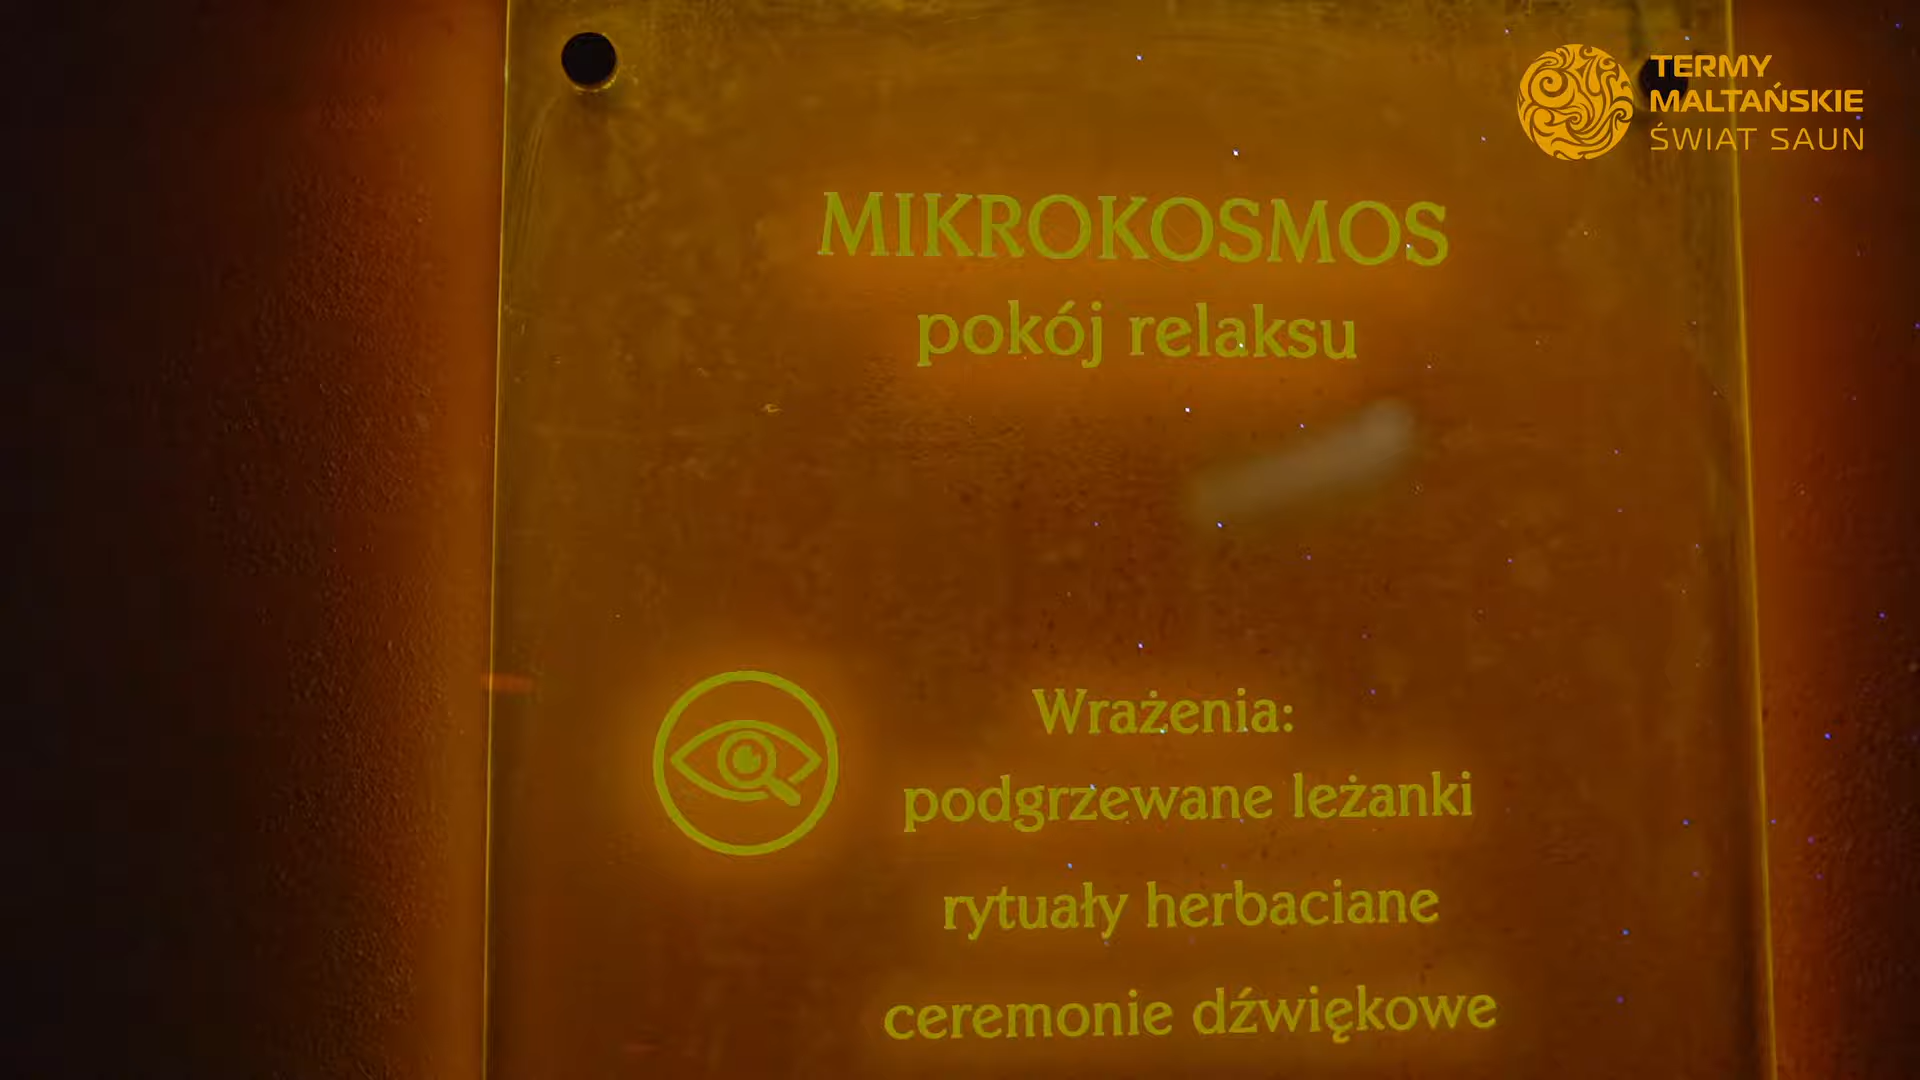 TERMY
MALTAŃSKIE
ŚWIAT SAUN
MIKROKOSMOS
pokój relaksu
Wrażenia:
podgrzewane leżanki
rytuały herbaciane
ceremonie dźwiękowe